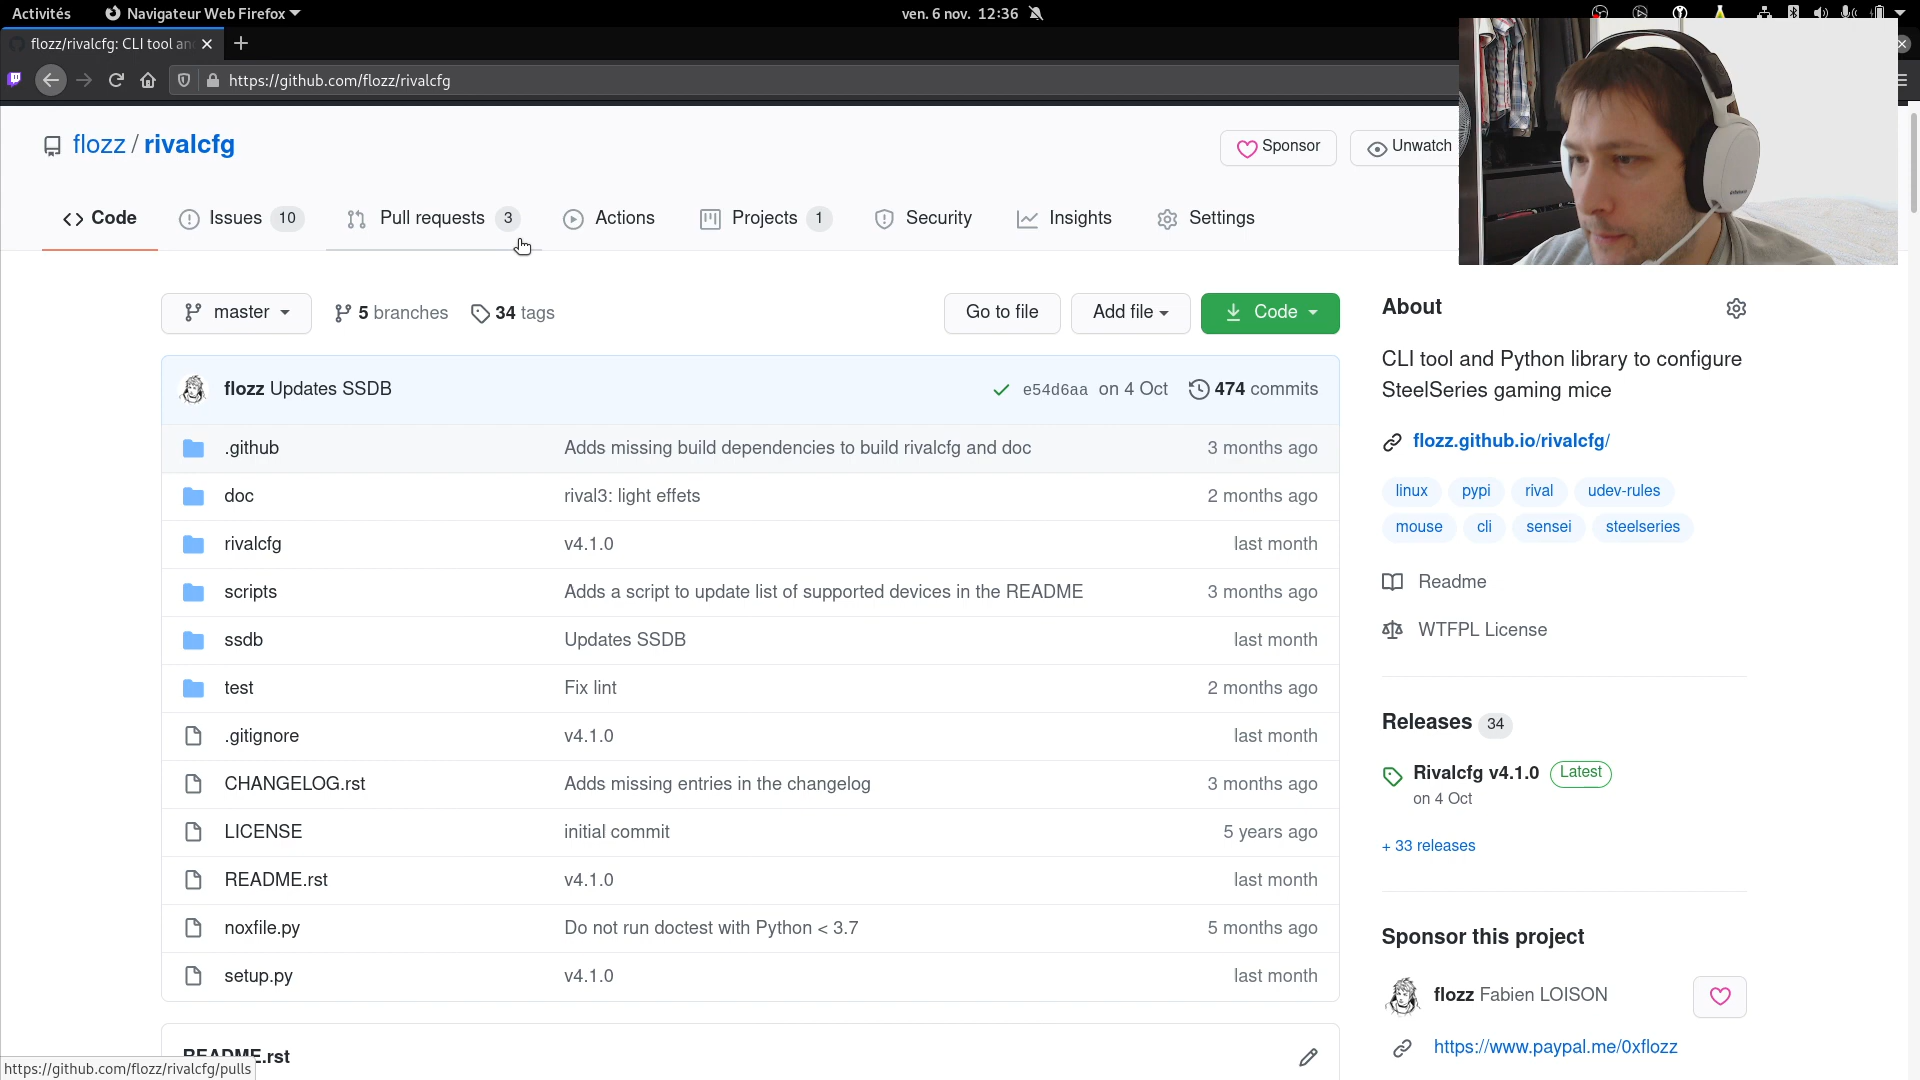 Activités
Navigateur Web Firefox
ven. 6 nov. 12:36
flozz/rivalcfg: CLI tool an
https://github.com/flozz/rivalcfg
flozz / rivalcfg
Sponsor
Unwatch
Code
Issues 10
Pull requests 3
Actions
Projects 1
Security
Insights
Settings
master
5 branches
34 tags
Go to file
Add file
Code
flozz Updates SSDB
e54d6aa on 4 Oct
474 commits
.github
Adds missing build dependencies to build rivalcfg and doc
3 months ago
doc
rival3: light effets
2 months ago
rivalcfg
v4.1.0
last month
scripts
Adds a script to update list of supported devices in the README
3 months ago
ssdb
Updates SSDB
last month
test
Fix lint
2 months ago
.gitignore
v4.1.0
last month
CHANGELOG.rst
Adds missing entries in the changelog
3 months ago
LICENSE
initial commit
5 years ago
README.rst
v4.1.0
last month
noxfile.py
Do not run doctest with Python < 3.7
5 months ago
setup.py
v4.1.0
last month
README.rst
https://github.com/flozz/rivalcfg/pulls
About
CLI tool and Python library to configure
SteelSeries gaming mice
flozz.github.io/rivalcfg/
linux pypi rival udev-rules
mouse cli sensei steelseries
Readme
WTFPL License
Releases 34
Rivalcfg v4.1.0 Latest
on 4 Oct
+ 33 releases
Sponsor this project
flozz Fabien LOISON
https://www.paypal.me/0xflozz